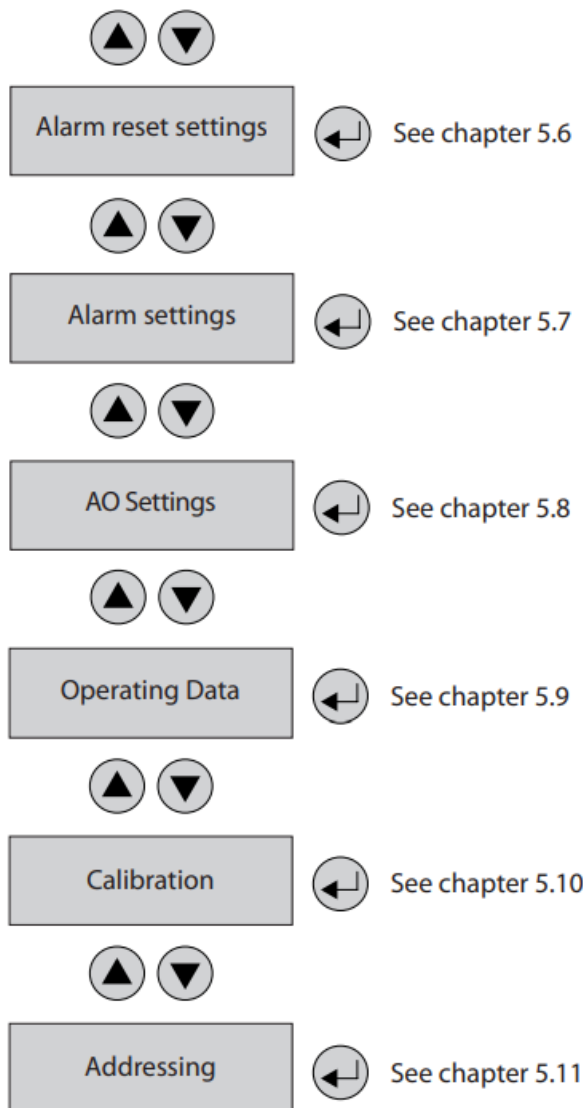 Alarm reset settings
See chapter 5.6
Alarm settings
See chapter 5.7
AO Settings
See chapter 5.8
Operating Data
See chapter 5.9
Calibration
See chapter 5.10
Addressing
See chapter 5.11